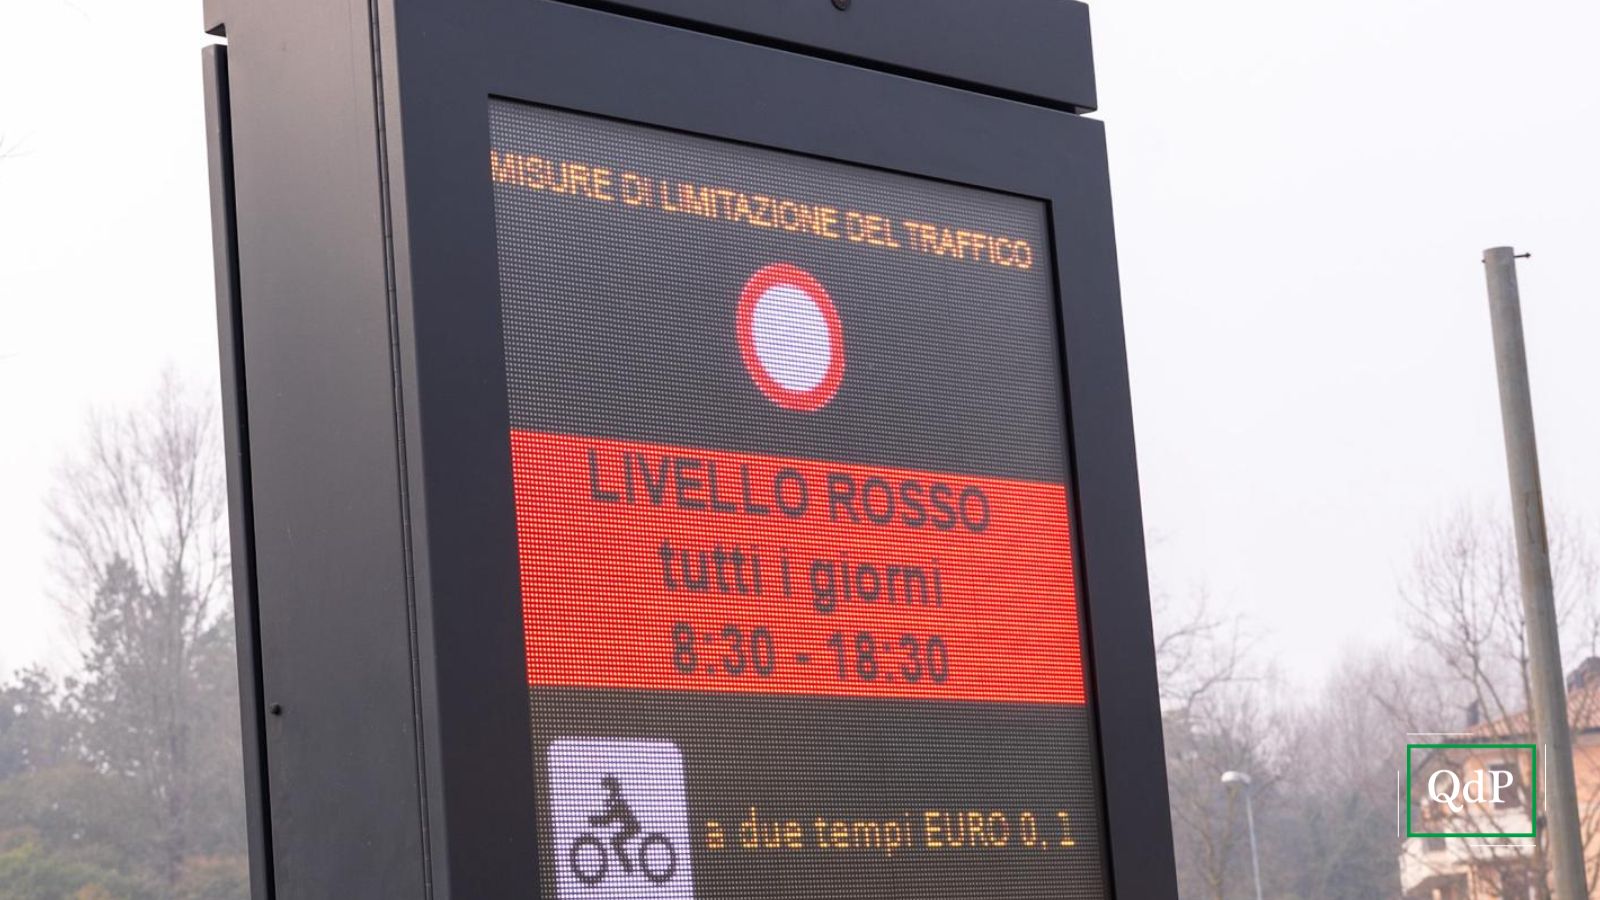 MISURE DI LIMITAZIONE DEL TRAFFICO
LIVELLO ROSSO
tutti i giorni
8:30 - 18:30
a due tempi EURO 0, 1
QdP